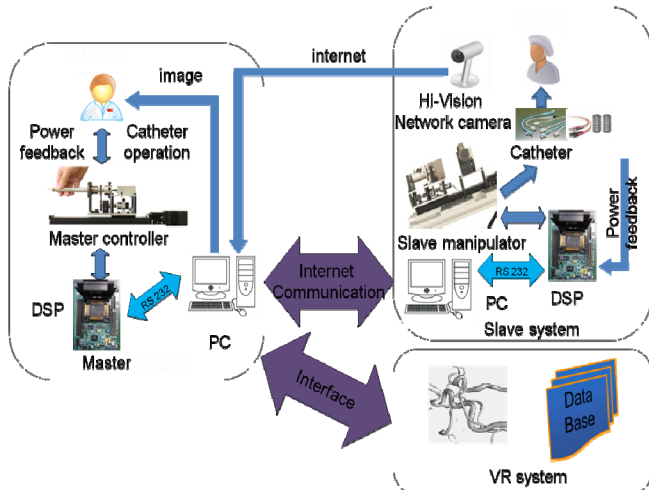 image
internet
Power
feedback
Catheter
operation
Master controller
DSP
RS 232
Master
PC
HI-Vision
Network camera
Catheter
Power
feedback
Slave manipulator
RS 232
PC
DSP
Slave system
Internet
Communication
Interface
Data
Base
VR system